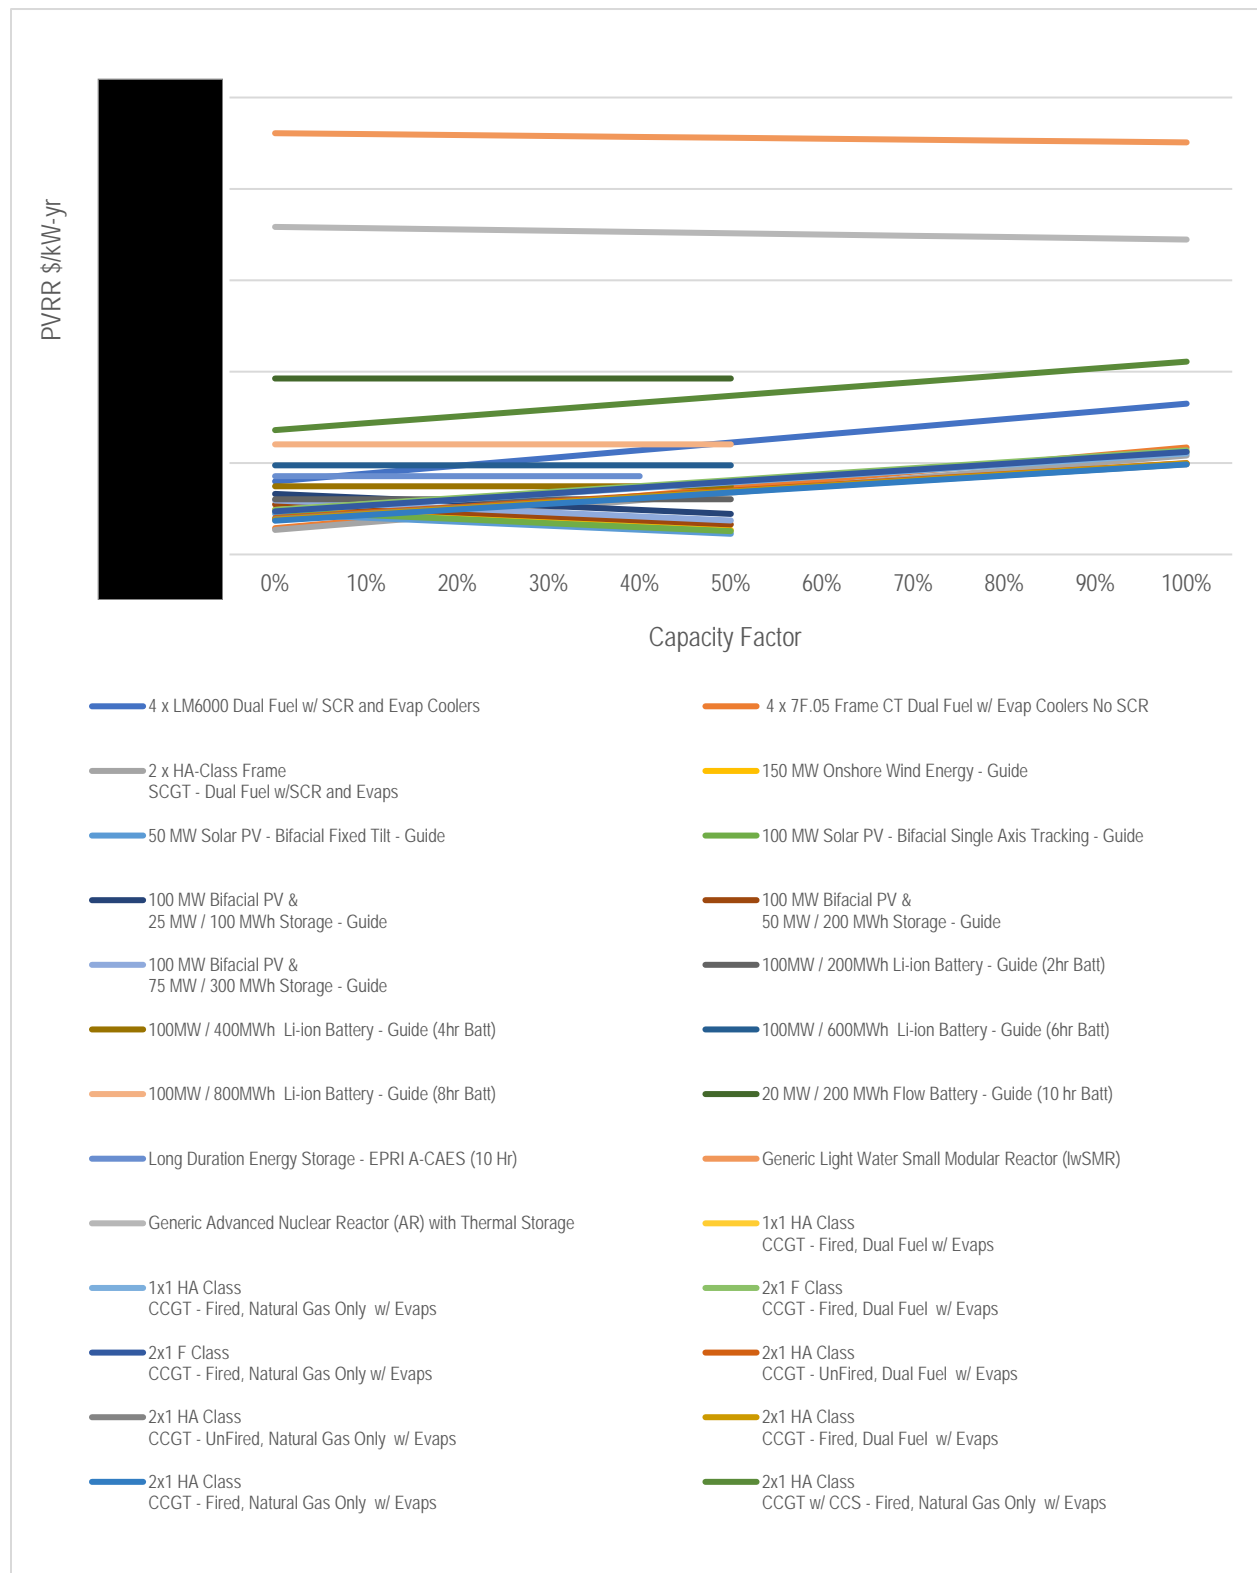 PVRR $/kW-yr
0% 10% 20% 30% 40% 50% 60% 70% 80% 90% 100%
Capacity Factor
4 x LM6000 Dual Fuel w/ SCR and Evap Coolers
4 x 7F.05 Frame CT Dual Fuel w/ Evap Coolers No SCR
2 x HA-Class Frame
SCGT - Dual Fuel w/SCR and Evaps
150 MW Onshore Wind Energy - Guide
50 MW Solar PV - Bifacial Fixed Tilt - Guide
100 MW Solar PV - Bifacial Single Axis Tracking - Guide
100 MW Bifacial PV &
25 MW / 100 MWh Storage - Guide
100 MW Bifacial PV &
50 MW / 200 MWh Storage - Guide
100 MW Bifacial PV &
75 MW / 300 MWh Storage - Guide
100MW / 200MWh Li-ion Battery - Guide (2hr Batt)
100MW / 400MWh  Li-ion Battery - Guide (4hr Batt)
100MW / 600MWh  Li-ion Battery - Guide (6hr Batt)
100MW / 800MWh  Li-ion Battery - Guide (8hr Batt)
20 MW / 200 MWh Flow Battery - Guide (10 hr Batt)
Long Duration Energy Storage - EPRI A-CAES (10 Hr)
Generic Light Water Small Modular Reactor (lwSMR)
Generic Advanced Nuclear Reactor (AR) with Thermal Storage
1x1 HA Class
CCGT - Fired, Dual Fuel w/ Evaps
1x1 HA Class
CCGT - Fired, Natural Gas Only  w/ Evaps
2x1 F Class
CCGT - Fired, Dual Fuel  w/ Evaps
2x1 F Class
CCGT - Fired, Natural Gas Only w/ Evaps
2x1 HA Class
CCGT - UnFired, Dual Fuel  w/ Evaps
2x1 HA Class
CCGT - UnFired, Natural Gas Only  w/ Evaps
2x1 HA Class
CCGT - Fired, Dual Fuel  w/ Evaps
2x1 HA Class
CCGT - Fired, Natural Gas Only  w/ Evaps
2x1 HA Class
CCGT w/ CCS - Fired, Natural Gas Only  w/ Evaps